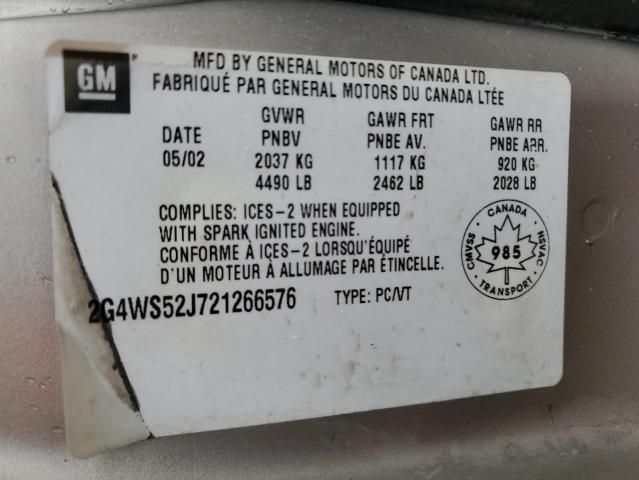 GM
MFD BY GENERAL MOTORS OF CANADA LTD.
FABRIQUÉ PAR GENERAL MOTORS DU CANADA LTÉE
DATE
05/02
GVWR
PNBV
2037 KG
4490 LB
GAWR FRT
PNBE AV.
1117 KG
2462 LB
GAWR RR
PNBE ARR.
920 KG
2028 LB
COMPLIES: ICES-2 WHEN EQUIPPED
WITH SPARK IGNITED ENGINE.
CONFORME À ICES-2 LORSQU'ÉQUIPÉ
D'UN MOTEUR À ALLUMAGE PAR ÉTINCELLE.
CANADA
CMVSS
985
NSVAC
TRANSPORT
2G4WS52J721266576 TYPE: PC/VT